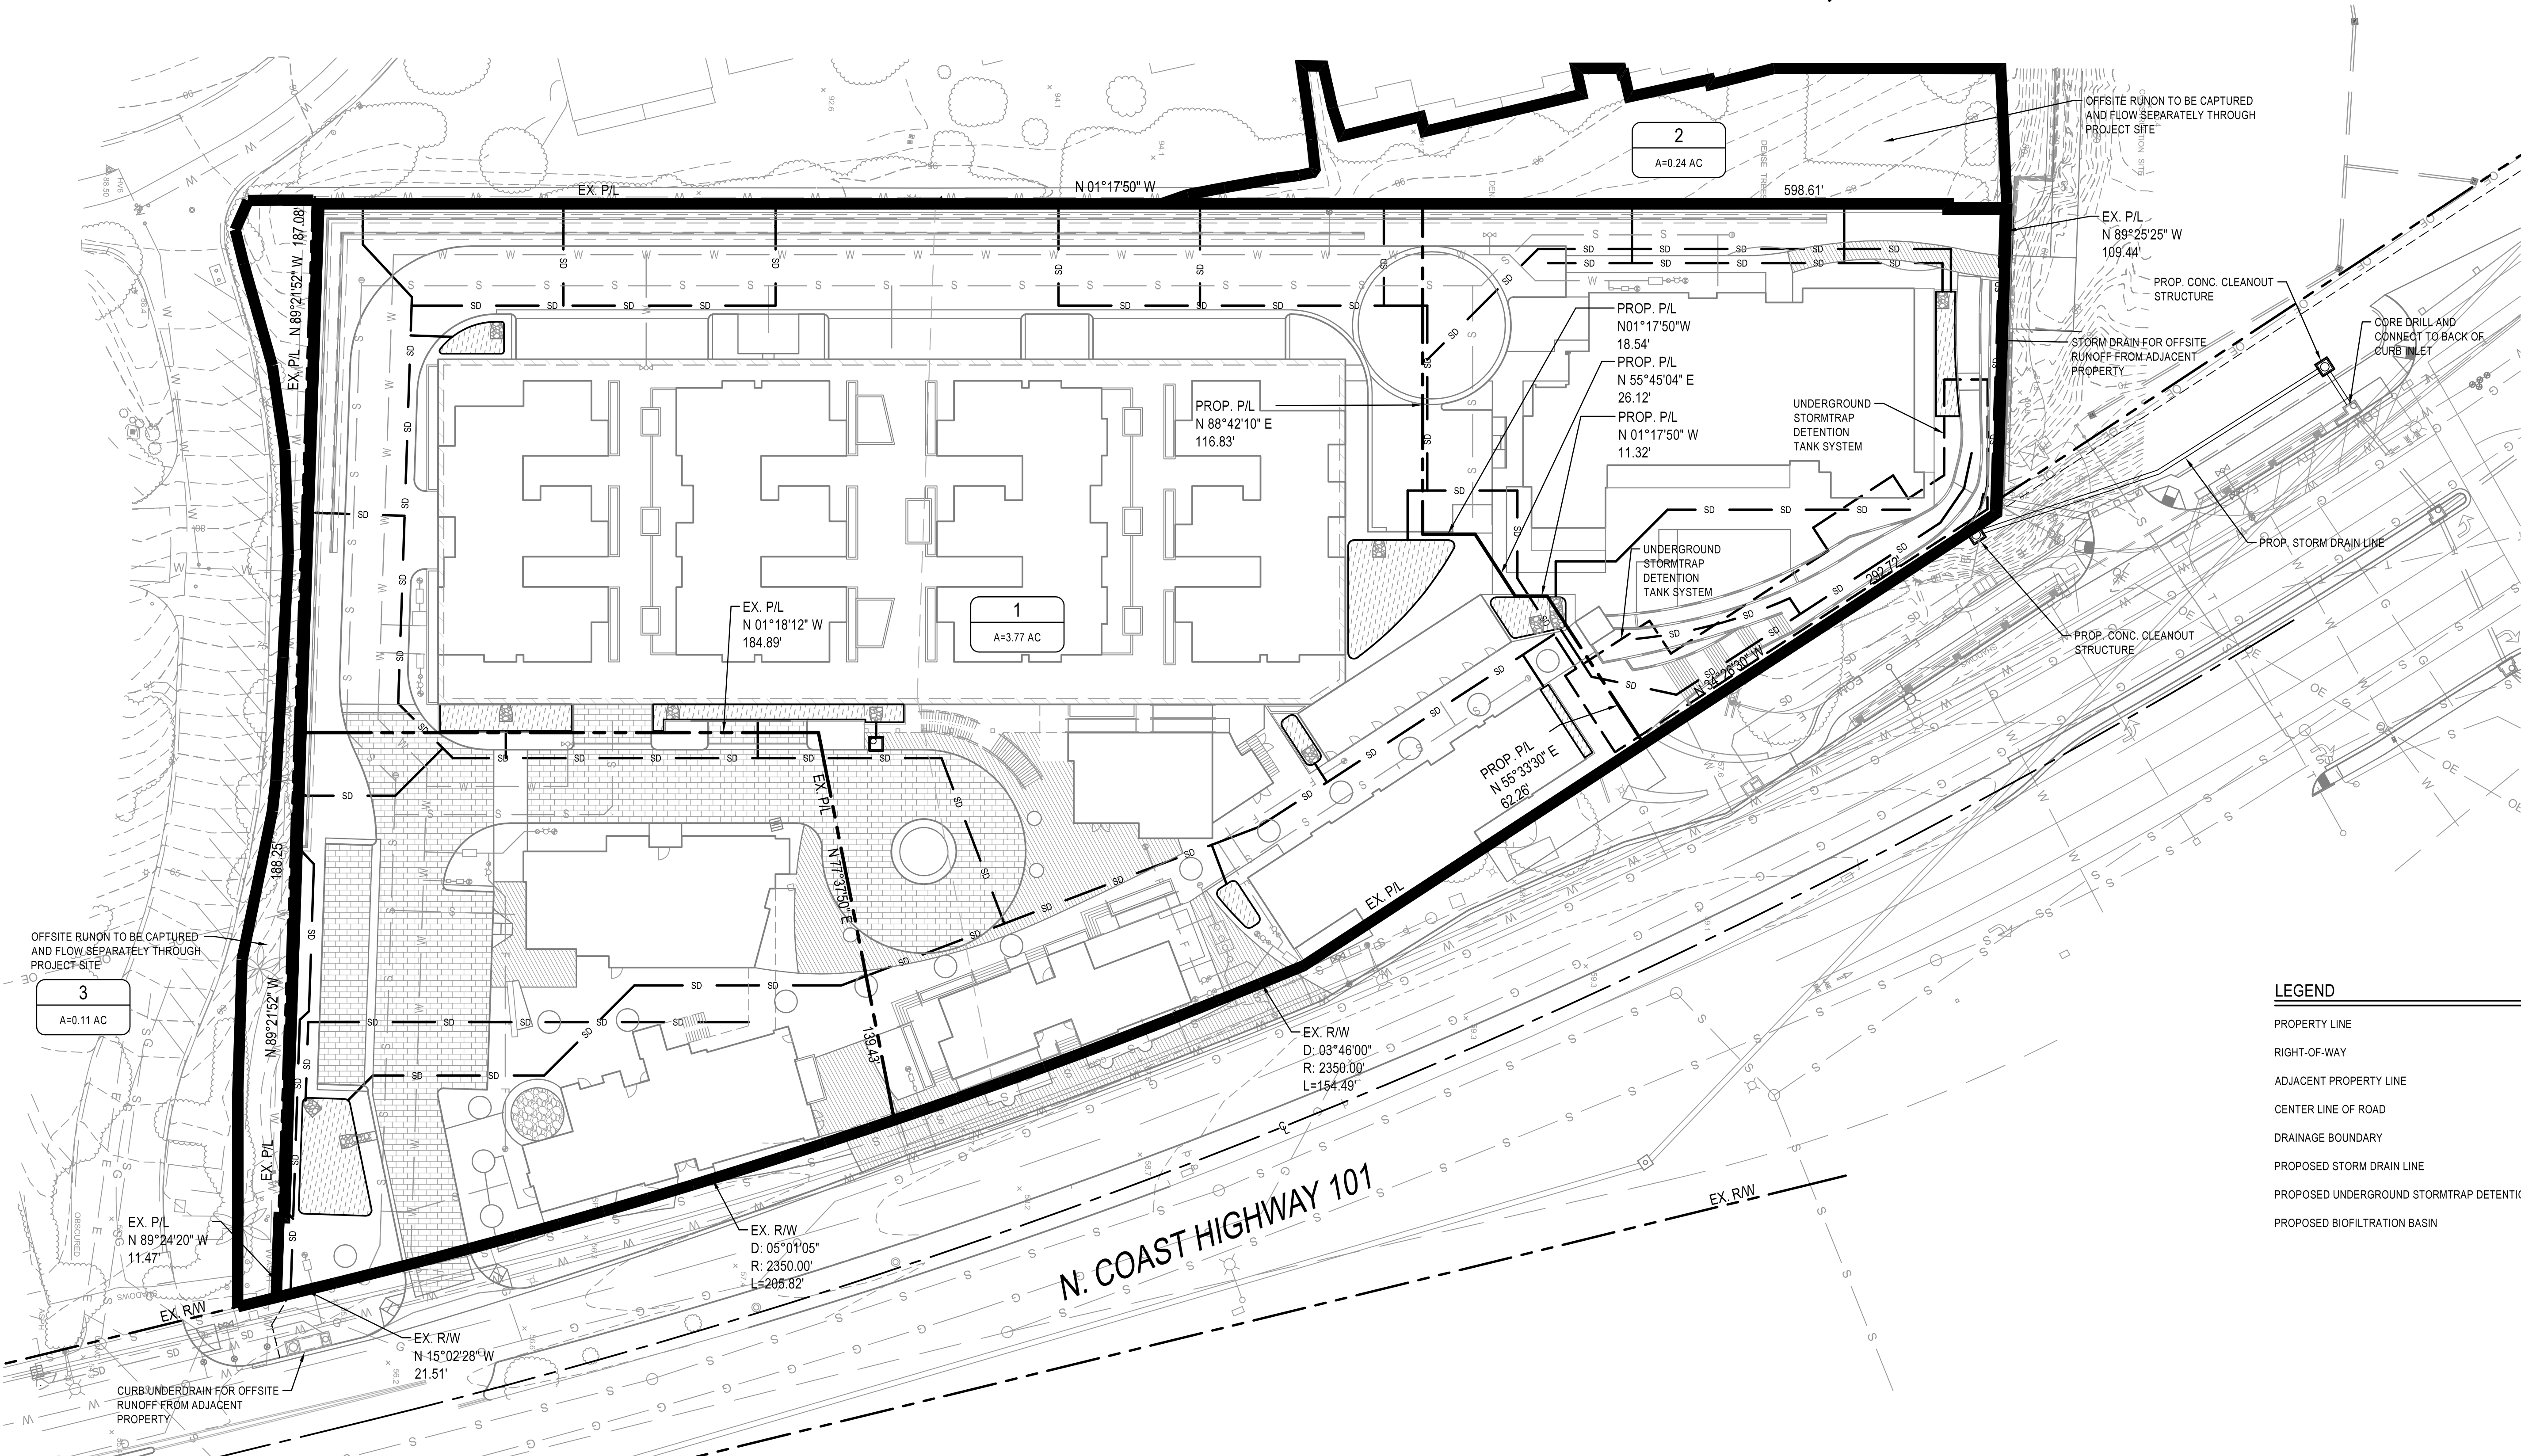 OFFSITE RUNON TO BE CAPTURED
AND FLOW SEPARATELY THROUGH
PROJECT SITE
2
A=0.24 AC
EX. P/L
N 01°17'50" W
598.61'
EX. P/L
N 89°25'25" W
109.44'
EX. P/L N 89°21'52" W 187.08'
PROP. CONC. CLEANOUT
STRUCTURE
CORE DRILL AND
CONNECT TO BACK OF
CURB INLET
STORM DRAIN FOR OFFSITE
RUNOFF FROM ADJACENT
PROPERTY
PROP. P/L
N01°17'50"W
18.54'
PROP. P/L
N 55°45'04" E
26.12'
PROP. P/L
N 01°17'50" W
11.32'
PROP. P/L
N 88°42'10" E
116.83'
UNDERGROUND
STORMTRAP
DETENTION
TANK SYSTEM
UNDERGROUND
STORMTRAP
DETENTION
TANK SYSTEM
PROP. STORM DRAIN LINE
292.72'
N 34°26'30" W
PROP. CONC. CLEANOUT
STRUCTURE
1
A=3.77 AC
EX. P/L
N 01°18'12" W
184.89'
PROP. P/L
N 55°33'30" E
62.26'
EX. P/L
N 77°37'50" E
139.43'
EX. P/L
188.25'
N 89°21'52" W
EX. P/L
OFFSITE RUNON TO BE CAPTURED
AND FLOW SEPARATELY THROUGH
PROJECT SITE
3
A=0.11 AC
EX. R/W
D: 03°46'00"
R: 2350.00'
L=154.49'
EX. P/L
N 89°24'20" W
11.47'
EX. R/W
D: 05°01'05"
R: 2350.00'
L=205.82'
N. COAST HIGHWAY 101
EX. R/W
EX. R/W
EX. R/W
N 15°02'28" W
21.51'
CURB UNDERDRAIN FOR OFFSITE
RUNOFF FROM ADJACENT
PROPERTY
LEGEND
PROPERTY LINE
RIGHT-OF-WAY
ADJACENT PROPERTY LINE
CENTER LINE OF ROAD
DRAINAGE BOUNDARY
PROPOSED STORM DRAIN LINE
PROPOSED UNDERGROUND STORMTRAP
PROPOSED BIOFILTRATION BASIN